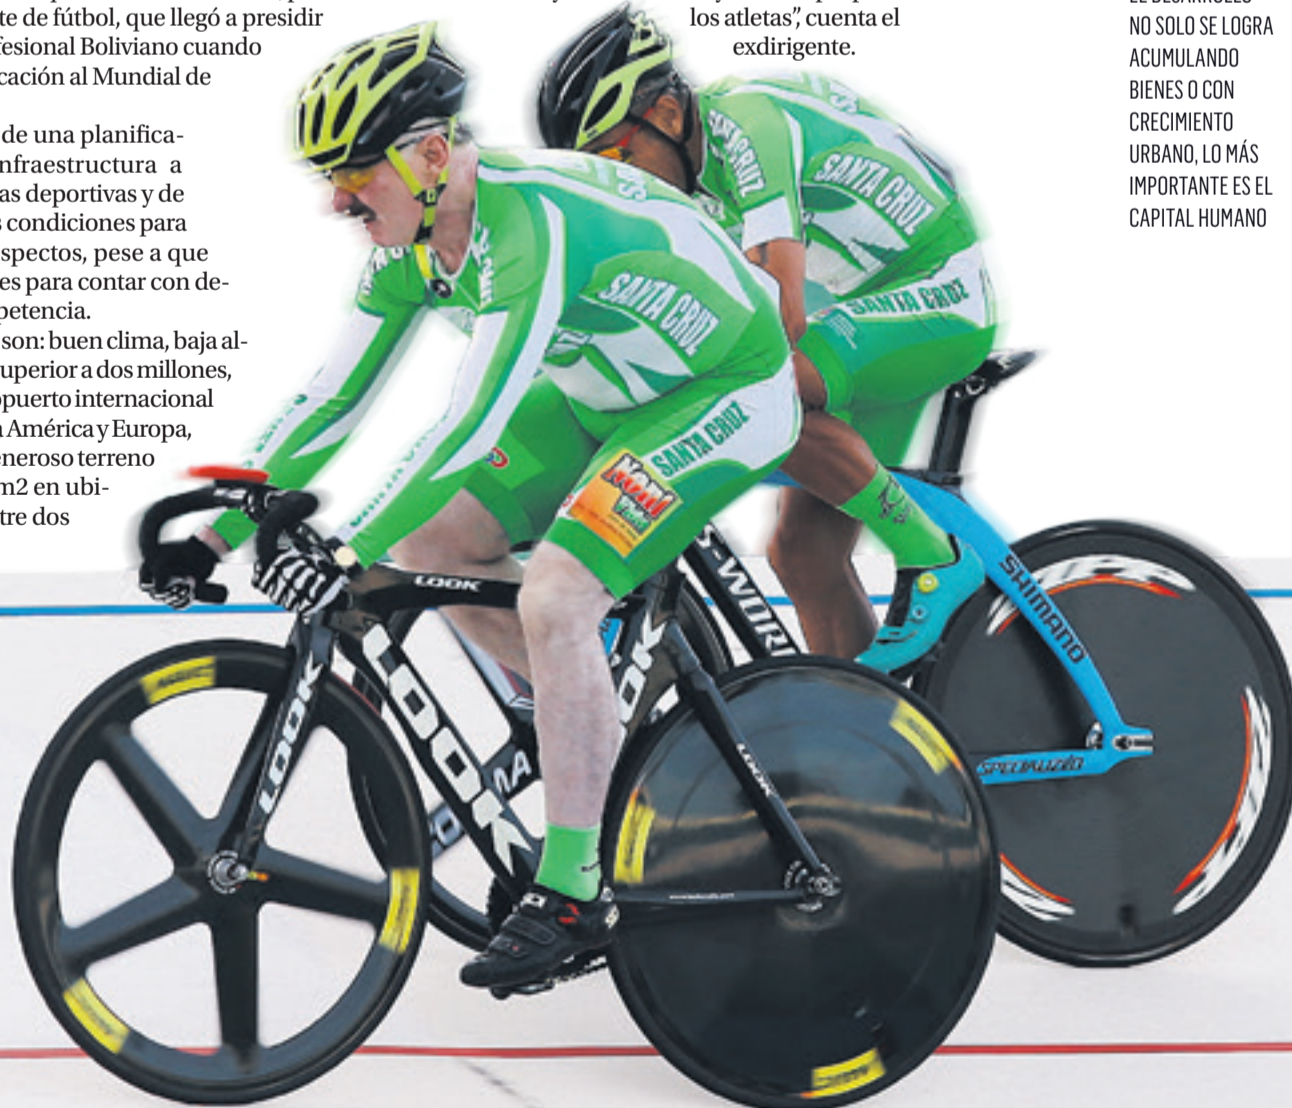 te de fútbol, que llegó a presidir
fesional Boliviano cuando
cación al Mundial de
de una planifica-
nfraestructura a
as deportivas y de
s condiciones para
spectos, pese a que
es para contar con de-
petencia.
son: buen clima, baja al-
superior a dos millones,
opuerto internacional
a América y Europa,
eneroso terreno
m2 en ubi-
tre dos
los atletas”, cuenta el
exdirigente.
NO SOLO SE LOGRA
ACUMULANDO
BIENES O CON
CRECIMIENTO
URBANO, LO MÁS
IMPORTANTE ES EL
CAPITAL HUMANO
SANTA CRUZ
SANTA CRUZ
SANTA CRUZ
SANTA CRUZ
SANTA CRUZ
LOOK
LOOK
LOOK
LOOK
S-WOR
SHIMANO
SPECIALIZED